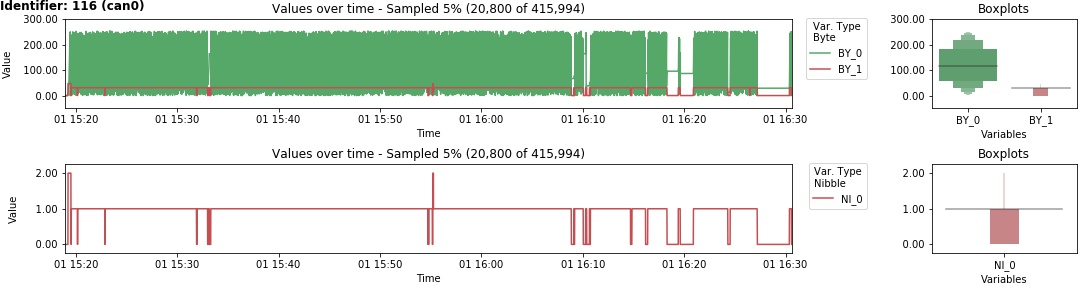 Identifier: 116 (can0)
Values over time - Sampled 5% (20,800 of 415,994)
Value
300.00
200.00
100.00
0.00
01 15:20 01 15:30 01 15:40 01 15:50 01 16:00 01 16:10 01 16:20 01 16:30
Time
Var. Type
Byte
BY_0
BY_1
Boxplots
300.00
200.00
100.00
0.00
BY_0 BY_1
Variables
Values over time - Sampled 5% (20,800 of 415,994)
Value
2.00
1.00
0.00
01 15:20 01 15:30 01 15:40 01 15:50 01 16:00 01 16:10 01 16:20 01 16:30
Time
Var. Type
Nibble
NI_0
Boxplots
2.00
1.00
0.00
NI_0
Variables